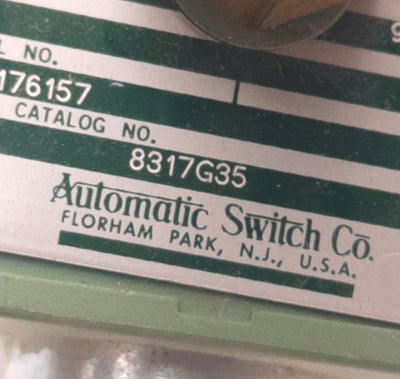 L NO.
176157
CATALOG NO.
8317G35
Automatic Switch Co.
FLORHAM PARK, N.J., U.S.A.